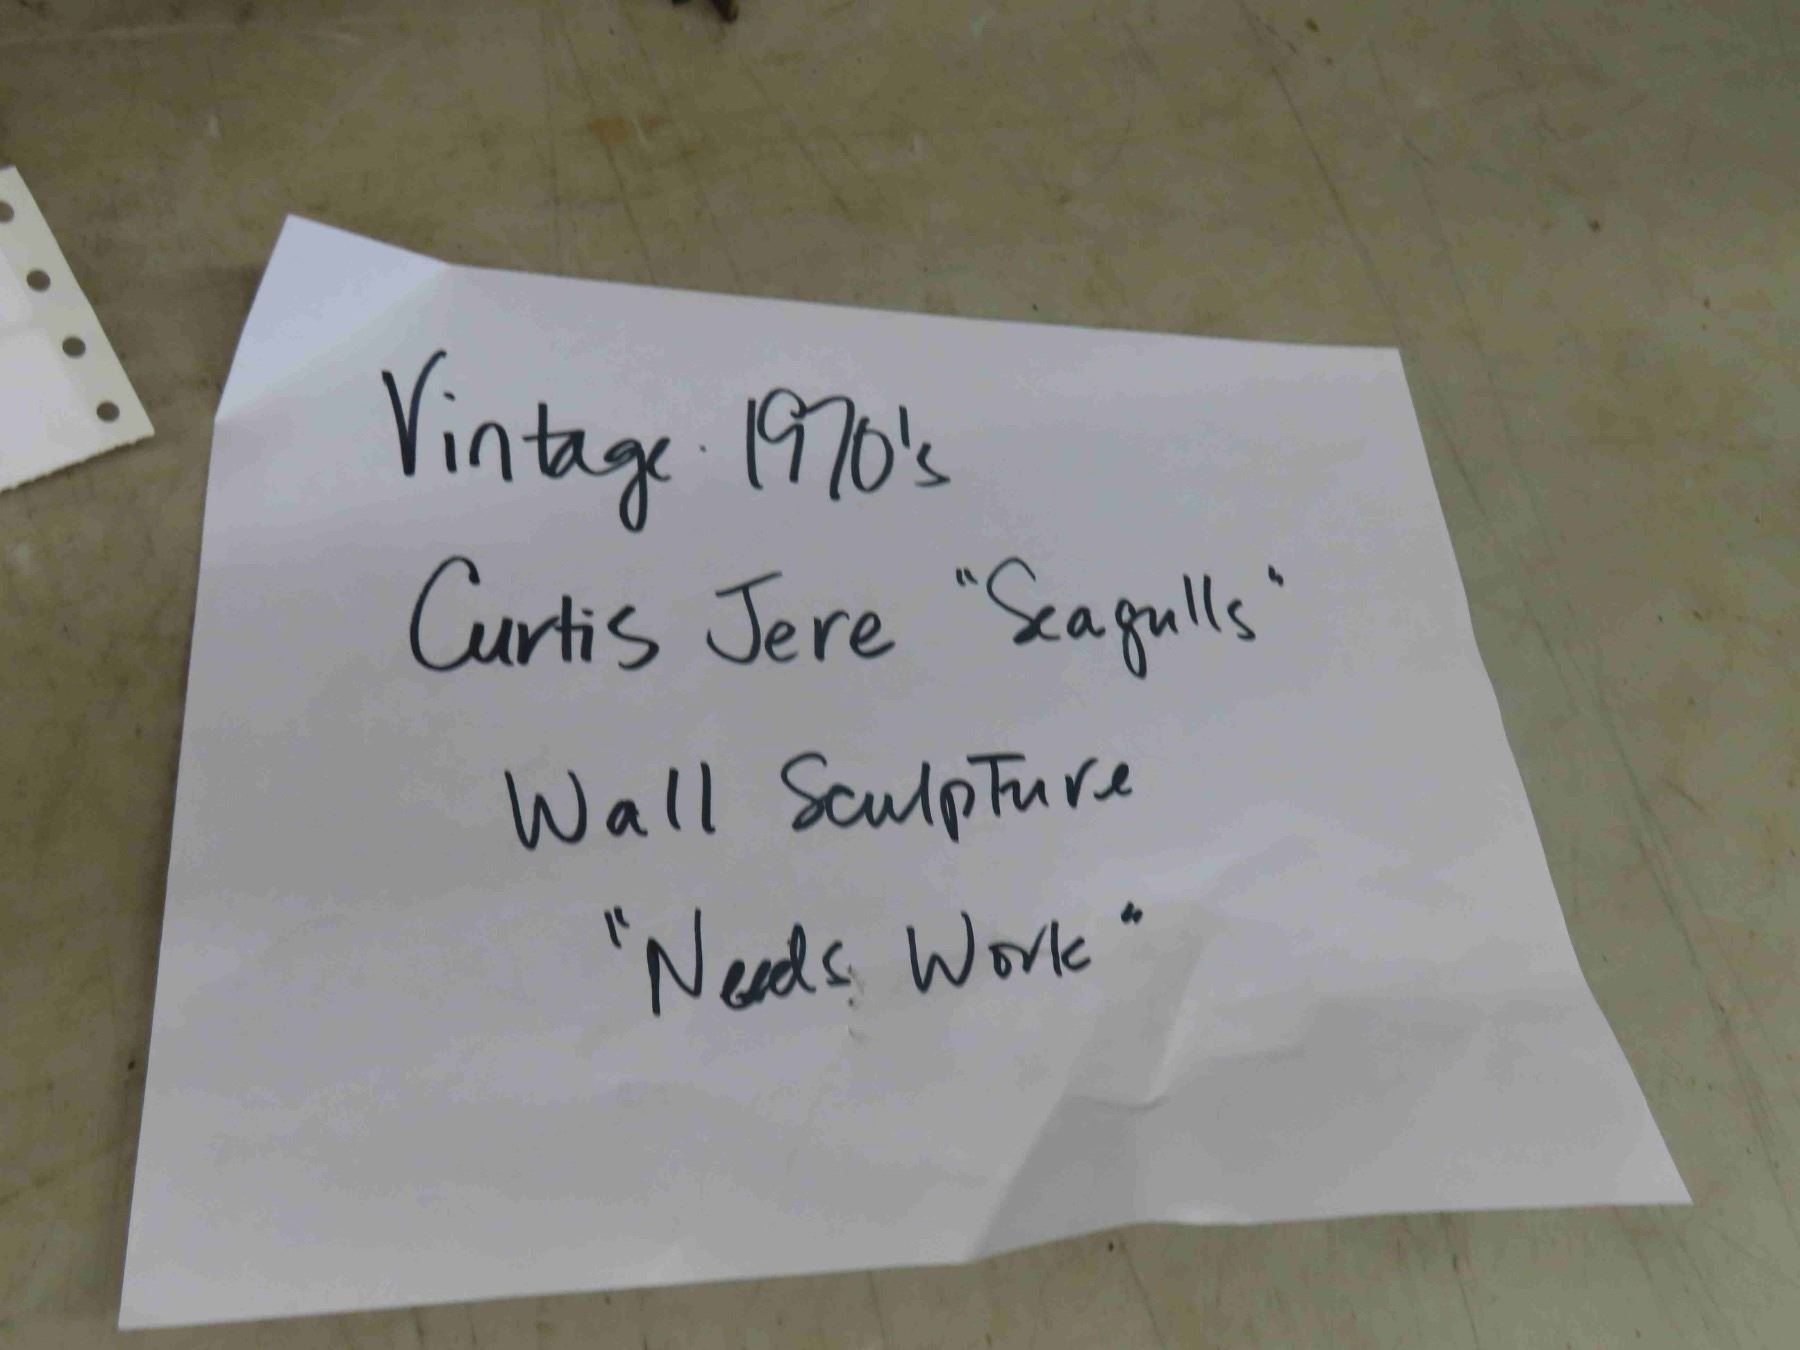 Vintage 1970's
Curtis Jere "Seagulls"
Wall Sculpture
"Needs Work"